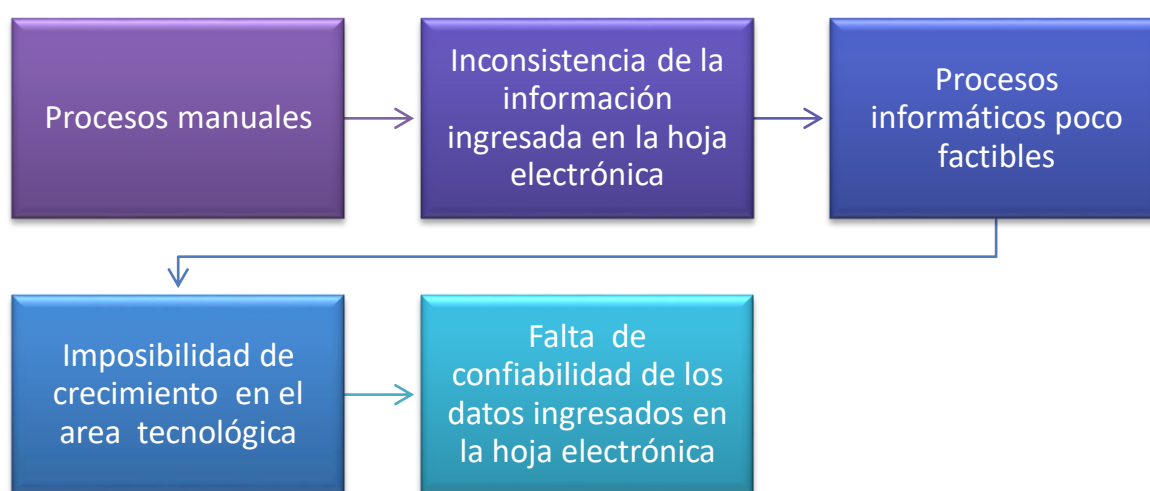 Procesos manuales
Inconsistencia de la
información
ingresada en la hoja
electrónica
Procesos
informáticos poco
factibles
Imposibilidad de
crecimiento en el
area tecnológica
Falta de
confiabilidad de los
datos ingresados en
la hoja electrónica